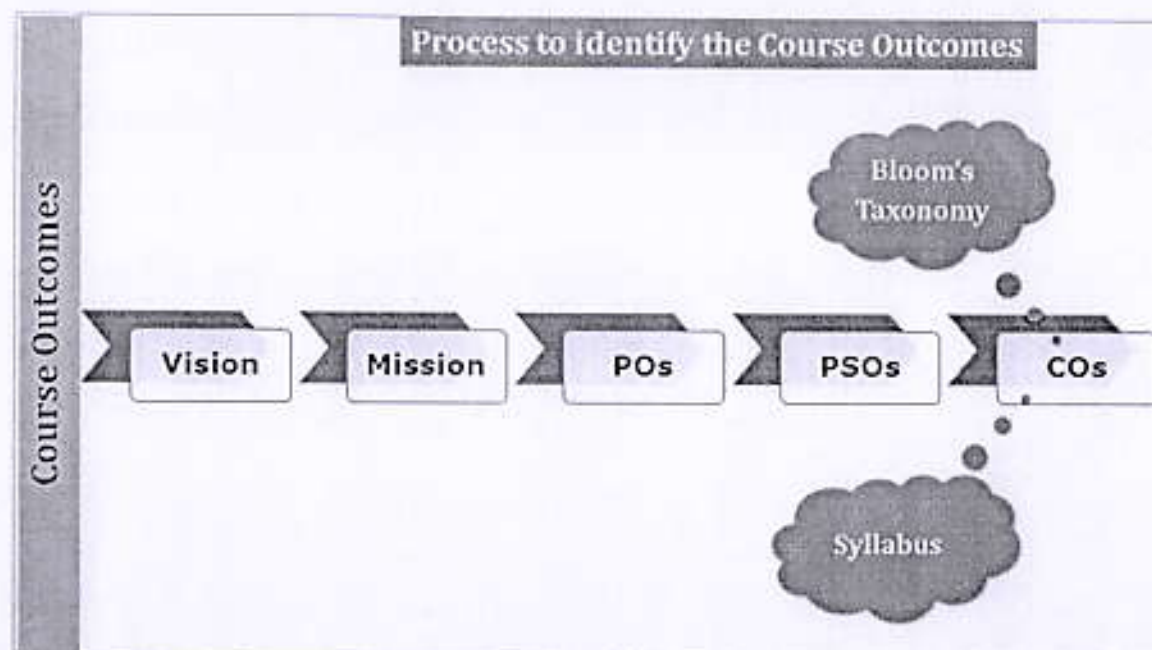 Process to identify the Course Outcomes
Course Outcomes
Bloom's
Taxonomy
Vision
Mission
POs
PSOs
COs
Syllabus